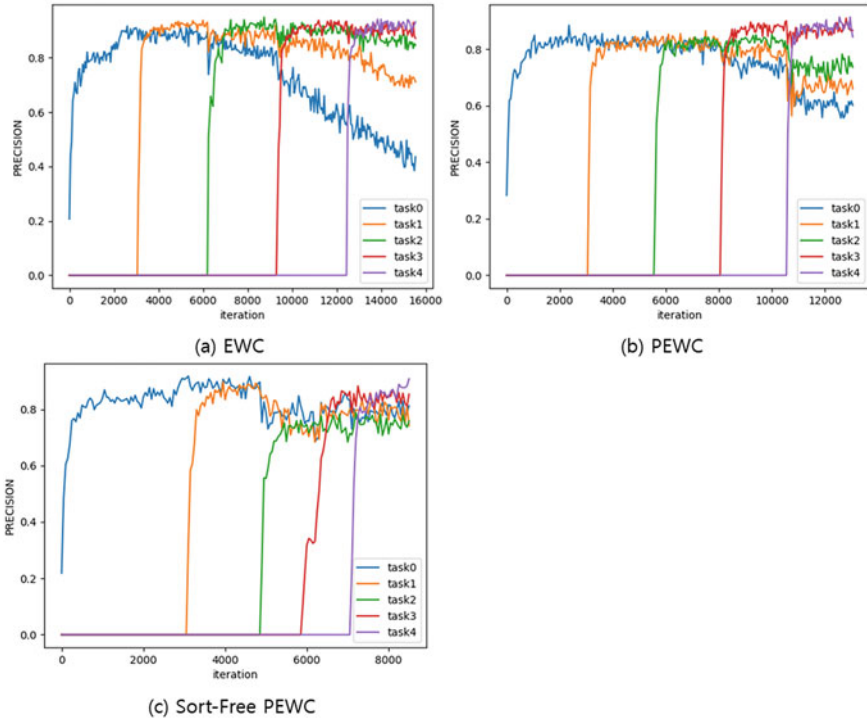 PRECISION
0.8
0.6
0.4
0.2
0.0
0 2000 4000 6000 8000 10000 12000 14000 16000
iteration
task0
task1
task2
task3
task4
(a) EWC
PRECISION
0.8
0.6
0.4
0.2
0.0
0 2000 4000 6000 8000 10000 12000
iteration
task0
task1
task2
task3
task4
(b) PEWC
PRECISION
0.8
0.6
0.4
0.2
0.0
0 2000 4000 6000 8000
iteration
task0
task1
task2
task3
task4
(c) Sort-Free PEWC